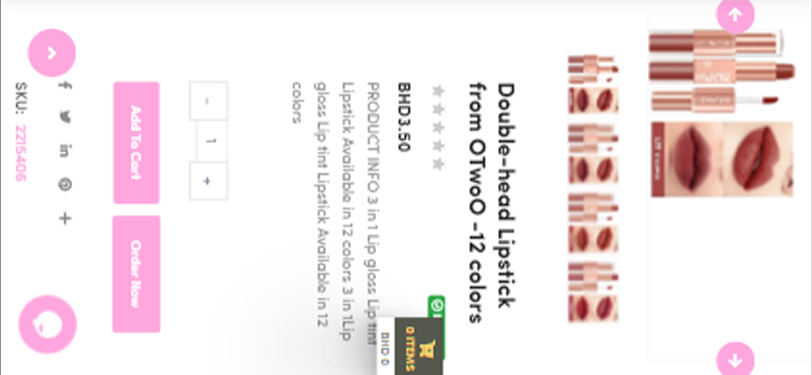 Double-head Lipstick
from OTwoO -12 colors
BHD3.50
PRODUCT INFO 3 in 1 Lip gloss Lip tint
Lipstick Available in 12 colors 3 in 1Lip
gloss Lip tint Lipstick Available in 12
colors
0 ITEMS
BHD 0
-
1
+
Add To Cart
Order Now
SKU: 2215406